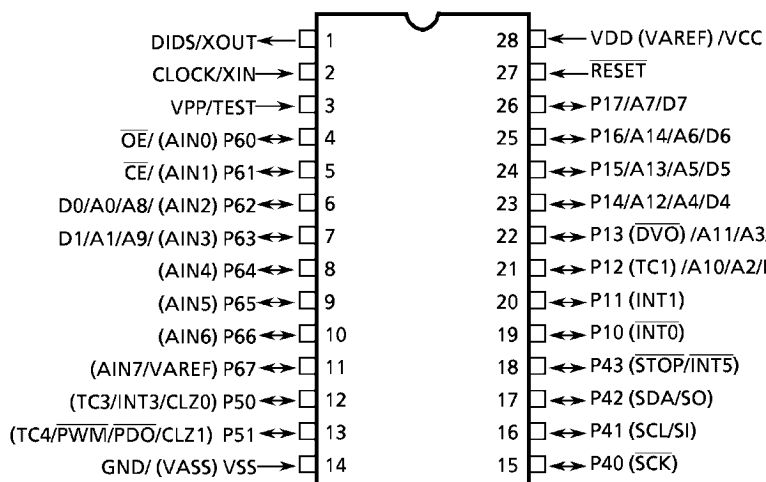 DIDS/XOUT 1 28 VDD (VAREF) /VCC
CLOCK/XIN 2 27 RESET
VPP/TEST 3 26 P17/A7/D7
OE/ (AIN0) P60 4 25 P16/A14/A6/D6
CE/ (AIN1) P61 5 24 P15/A13/A5/D5
D0/A0/A8/ (AIN2) P62 6 23 P14/A12/A4/D4
D1/A1/A9/ (AIN3) P63 7 22 P13 (DVO) /A11/A3/
(AIN4) P64 8 21 P12 (TC1) /A10/A2/
(AIN5) P65 9 20 P11 (INT1)
(AIN6) P66 10 19 P10 (INT0)
(AIN7/VAREF) P67 11 18 P43 (STOP/INT5)
(TC3/INT3/CLZ0) P50 12 17 P42 (SDA/SO)
(TC4/PWM/PDO/CLZ1) P51 13 16 P41 (SCL/SI)
GND/ (VASS) VSS 14 15 P40 (SCK)